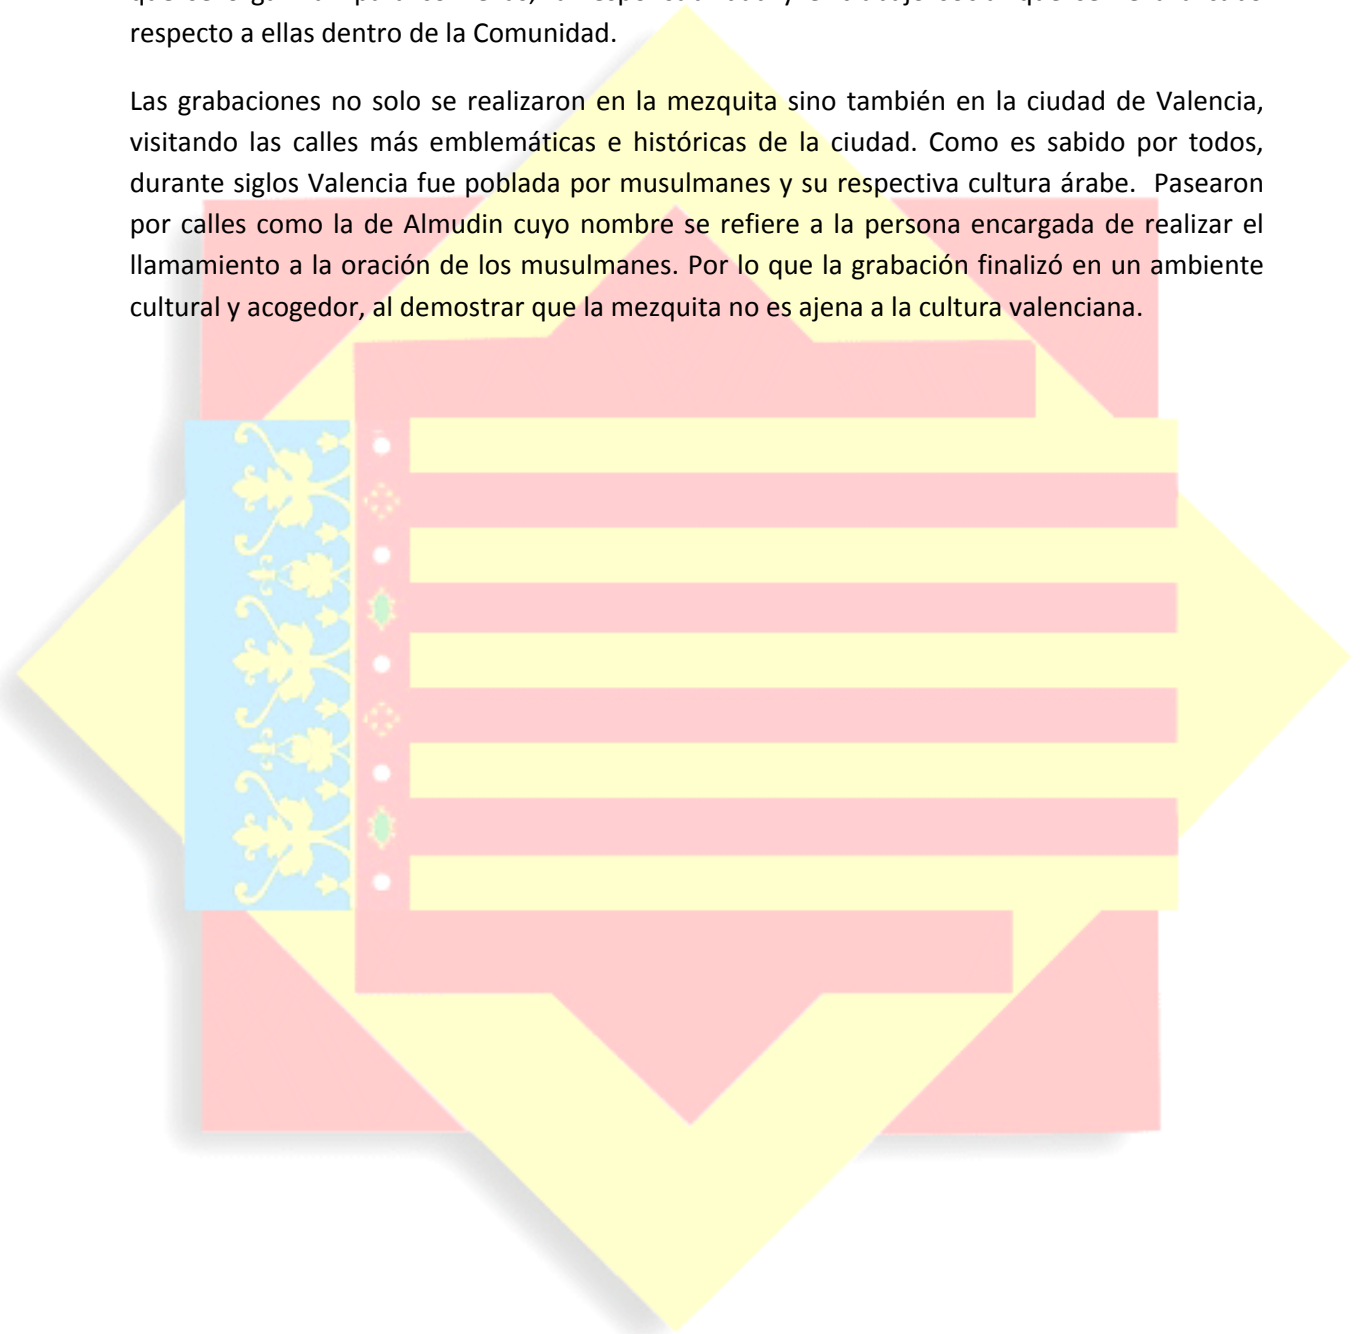 respecto a ellas dentro de la Comunidad.
Las grabaciones no solo se realizaron en la mezquita sino también en la ciudad de Valencia,
visitando las calles más emblemáticas e históricas de la ciudad. Como es sabido por todos,
durante siglos Valencia fue poblada por musulmanes y su respectiva cultura árabe. Pasearon
por calles como la de Almudin cuyo nombre se refiere a la persona encargada de realizar el
llamamiento a la oración de los musulmanes. Por lo que la grabación finalizó en un ambiente
cultural y acogedor, al demostrar que la mezquita no es ajena a la cultura valenciana.